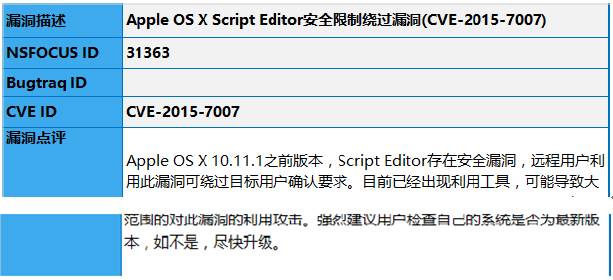 漏洞描述 Apple OS X Script Editor安全限制绕过漏洞(CVE-2015-7007)
NSFOCUS ID 31363
Bugtraq ID
CVE ID CVE-2015-7007
漏洞点评
Apple OS X 10.11.1之前版本，Script Editor存在安全漏洞，远程用户利
用此漏洞可绕过目标用户确认要求。目前已经出现利用工具，可能导致大
范围的对此漏洞的利用攻击。强烈建议用户检查自己的系统是否为最新版
本，如不是，尽快升级。